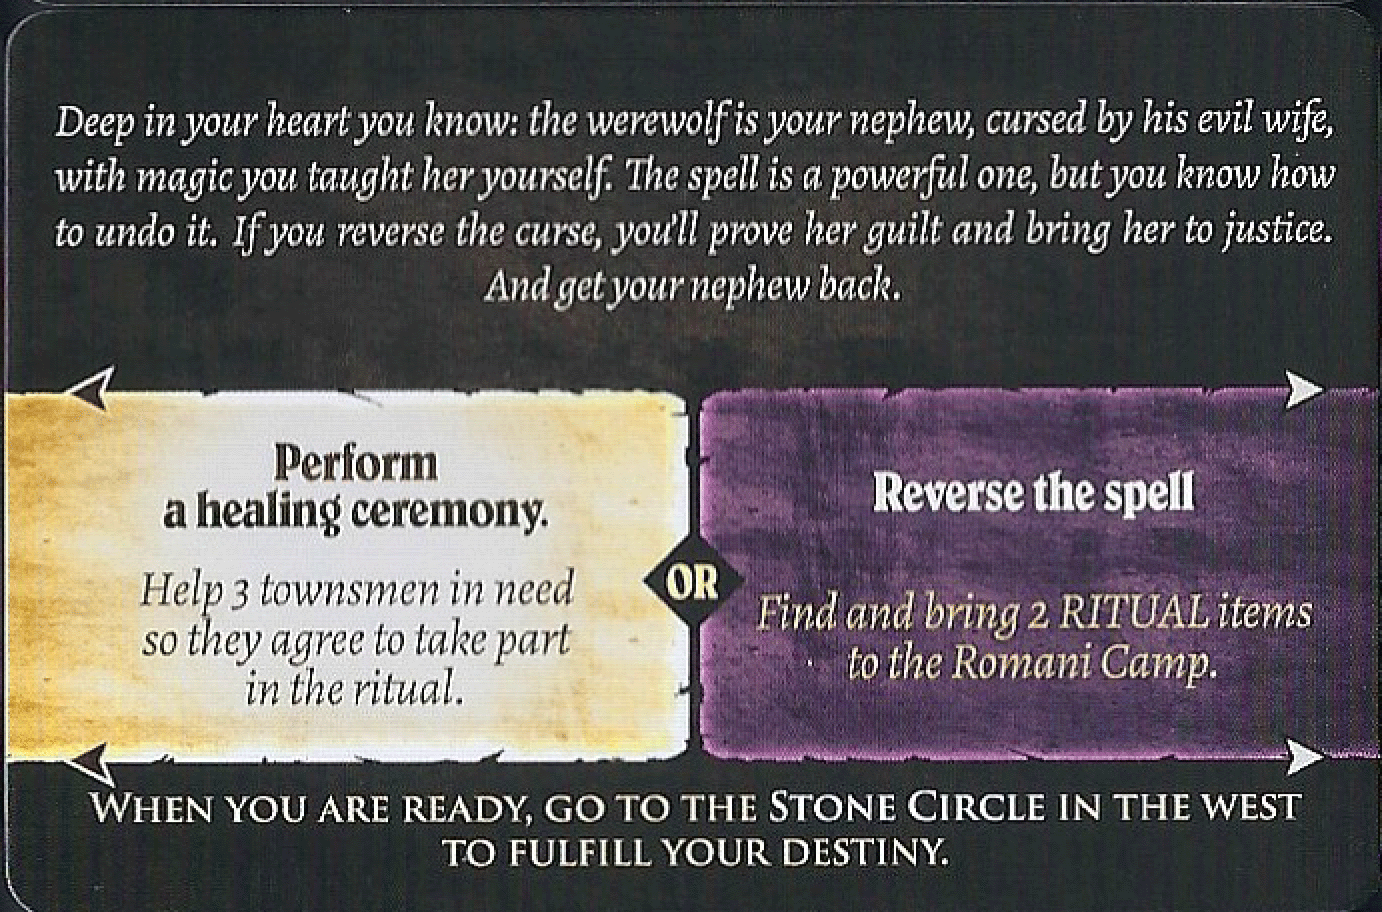 Deep in your heart you know: the werewolf is your nephew, cursed by his evil wife,
with magic you taught her yourself. The spell is a powerful one, but you know how
to undo it. If you reverse the curse, you'll prove her guilt and bring her to justice.
And get your nephew back.
Perform
a healing ceremony.
Help 3 townsmen in need
so they agree to take part
in the ritual.
OR
Reverse the spell
Find and bring 2 RITUAL items
to the Romani Camp.
WHEN YOU ARE READY, GO TO THE STONE CIRCLE IN THE WEST
TO FULFILL YOUR DESTINY.